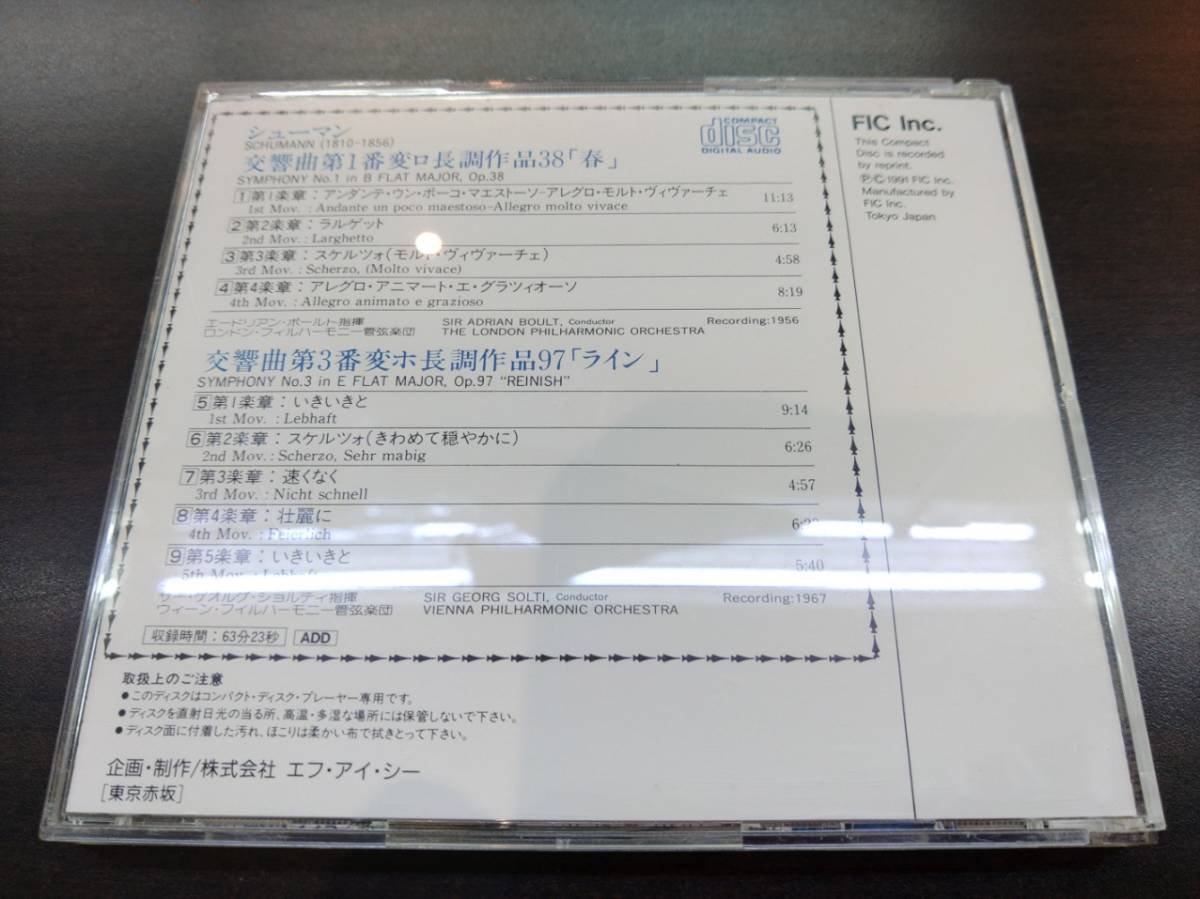 シューマン
SCHUMANN (1810-1856)
交響曲第1番変ロ長調作品38「春」
SYMPHONY No.1 in B FLAT MAJOR, Op.38
1 第1楽章：アンダンテ・ウン・ポーコ・マエストーソ-アレグロ・モルト・ヴィヴァーチェ 11:13
1st Mov. : Andante un poco maestoso-Allegro molto vivace
2 第2楽章：ラルゲット 6:13
2nd Mov. : Larghetto
3 第3楽章：スケルツォ(モルト・ヴィヴァーチェ) 4:58
3rd Mov. : Scherzo, (Molto vivace)
4 第4楽章：アレグロ・アニマート・エ・グラツィオーソ 8:19
4th Mov. : Allegro animato e grazioso
エードリアン・ボールト指揮 SIR ADRIAN BOULT, Conductor Recording:1956
ロンドン・フィルハーモニー管弦楽団 THE LONDON PHILHARMONIC ORCHESTRA
交響曲第3番変ホ長調作品97「ライン」
SYMPHONY No.3 in E FLAT MAJOR, Op.97 "REINISH"
5 第1楽章：いきいきと 9:14
1st Mov. : Lebhaft
6 第2楽章：スケルツォ(きわめて穏やかに) 6:26
2nd Mov. : Scherzo, Sehr mabig
7 第3楽章：速くなく 4:57
3rd Mov. : Nicht schnell
8 第4楽章：壮麗に
4th Mov. : Feierlich
9 第5楽章：いきいきと 5:40
5th Mov. : Lebhaft
サー・ゲオルグ・ショルティ指揮 SIR GEORG SOLTI, Conductor Recording:1967
ウィーン・フィルハーモニー管弦楽団 VIENNA PHILHARMONIC ORCHESTRA
収録時間：63分23秒 ADD
取扱上のご注意
●このディスクはコンパクト・ディスク・プレーヤー専用です。
●ディスクを直射日光の当る所、高温・多湿な場所には保管しないで下さい。
●ディスク面に付着した汚れ、ほこりは柔かい布で拭きとって下さい。
企画・制作/株式会社 エフ・アイ・シー
[東京赤坂]
COMPACT
disc
DIGITAL AUDIO
FIC Inc.
This Compact
Disc is recorded
by reprint.
Ⓟ©1991 FIC Inc.
Manufactured by
FIC Inc.
Tokyo Japan